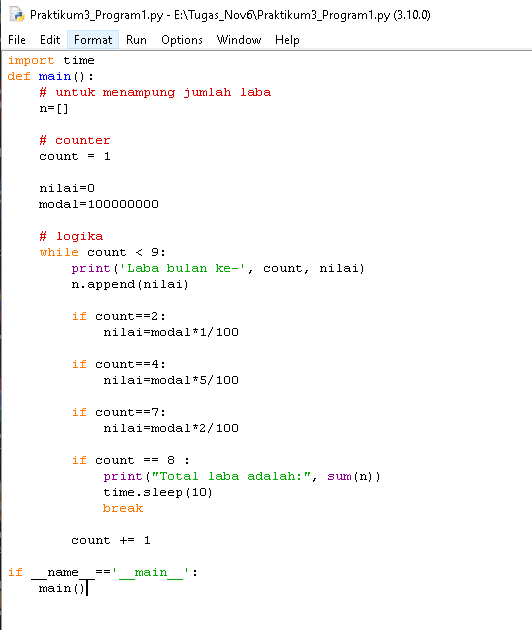 Praktikum3_Program1.py - E:\Tugas_Nov6\Praktikum3_Program1.py (3.10.0)
File Edit Format Run Options Window Help
import time
def main():
    # untuk menampung jumlah laba
    n=[]

    # counter
    count = 1

    nilai=0
    modal=100000000

    # logika
    while count < 9:
        print('Laba bulan ke-', count, nilai)
        n.append(nilai)

        if count==2:
            nilai=modal*1/100

        if count==4:
            nilai=modal*5/100

        if count==7:
            nilai=modal*2/100

        if count == 8 :
            print("Total laba adalah:", sum(n))
            time.sleep(10)
            break

        count += 1

if __name__=='__main__':
    main()